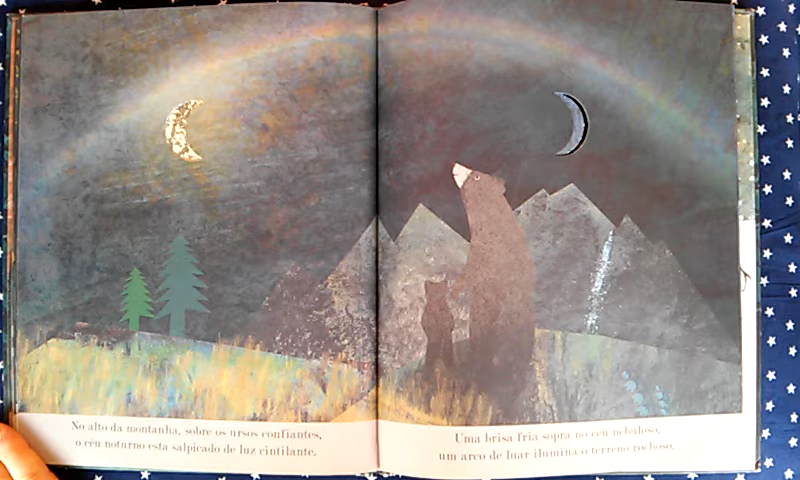 No alto da montanha, sobre os ursos confiantes,
o céu noturno está salpicado de luz cintilante.
Uma brisa fria sopra no céu nebuloso,
um arco de luar ilumina o terreno rochoso.